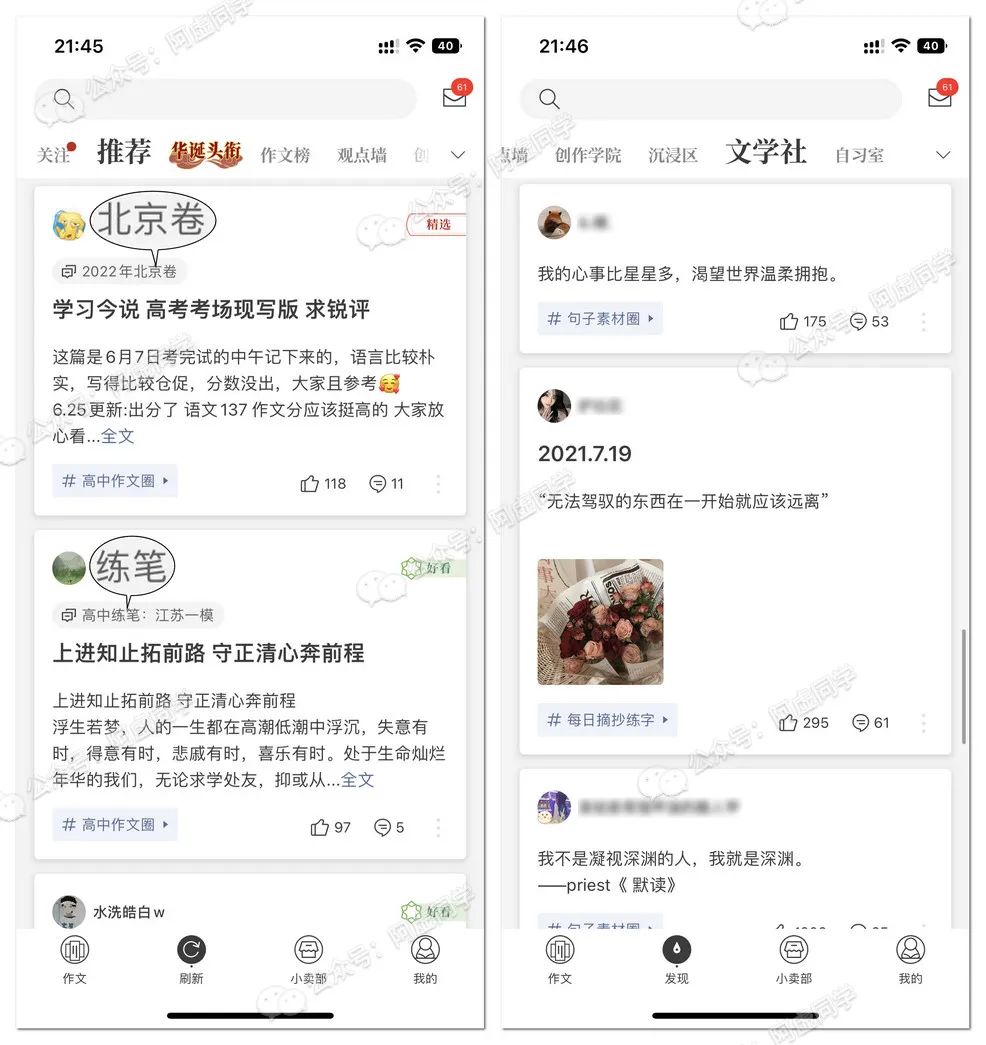 21:45
40
61
关注
推荐
华诞头衔
作文榜
观点墙
创
北京卷
精选
2022年北京卷
学习今说 高考考场现写版 求锐评
这篇是6月7日考完试的中午记下来的，语言比较朴
实，写得比较仓促，分数没出，大家且参考🥰
6.25更新:出分了 语文137 作文分应该挺高的 大家放
心看...全文
# 高中作文圈
118
11
练笔
好看
高中练笔：江苏一模
上进知止拓前路 守正清心奔前程
上进知止拓前路 守正清心奔前程
浮生若梦，人的一生都在高潮低潮中浮沉，失意有
时，得意有时，悲戚有时，喜乐有时。处于生命灿烂
年华的我们，无论求学处友，抑或从...全文
# 高中作文圈
97
5
水洗皓白w
好看
作文
刷新
小卖部
我的
21:46
40
61
点墙
创作学院
沉浸区
文学社
自习室
我的心事比星星多，渴望世界温柔拥抱。
# 句子素材圈
175
53
2021.7.19
“无法驾驭的东西在一开始就应该远离”
# 每日摘抄练字
295
61
我不是凝视深渊的人，我就是深渊。
——priest《 默读》
# 句子素材圈
作文
发现
小卖部
我的
公众号：阿虚同学